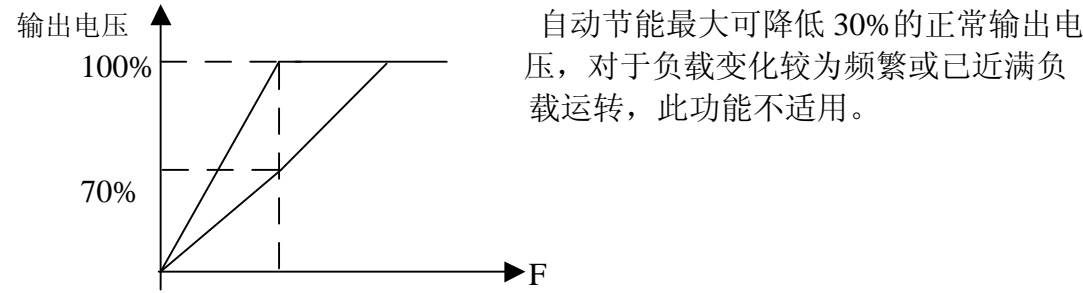 输出电压
100%
70%
F
自动节能最大可降低 30%的正常输出电
压，对于负载变化较为频繁或已近满负
载运转，此功能不适用。